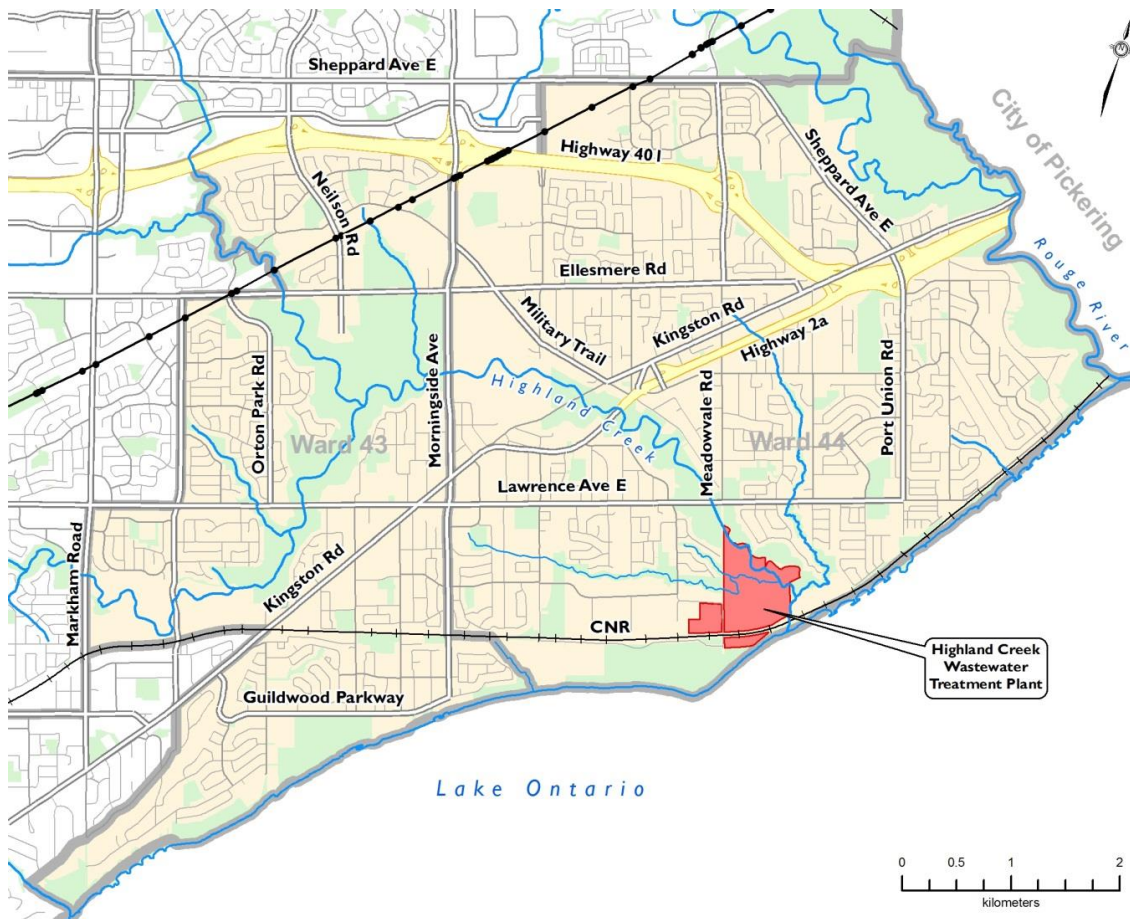 Sheppard Ave E
City of Pickering
Highway 401
Sheppard Ave E
Neilson Rd
Rouge River
Ellesmere Rd
Military Trail
Kingston Rd
Highway 2a
Highland Creek
Orton Park Rd
Ward 43
Morningside Ave
Meadowvale Rd
Ward 44
Port Union Rd
Lawrence Ave E
Markham Road
Kingston Rd
CNR
Highland Creek
Wastewater
Treatment Plant
Guildwood Parkway
Lake Ontario
0 0.5 1 2
kilometers